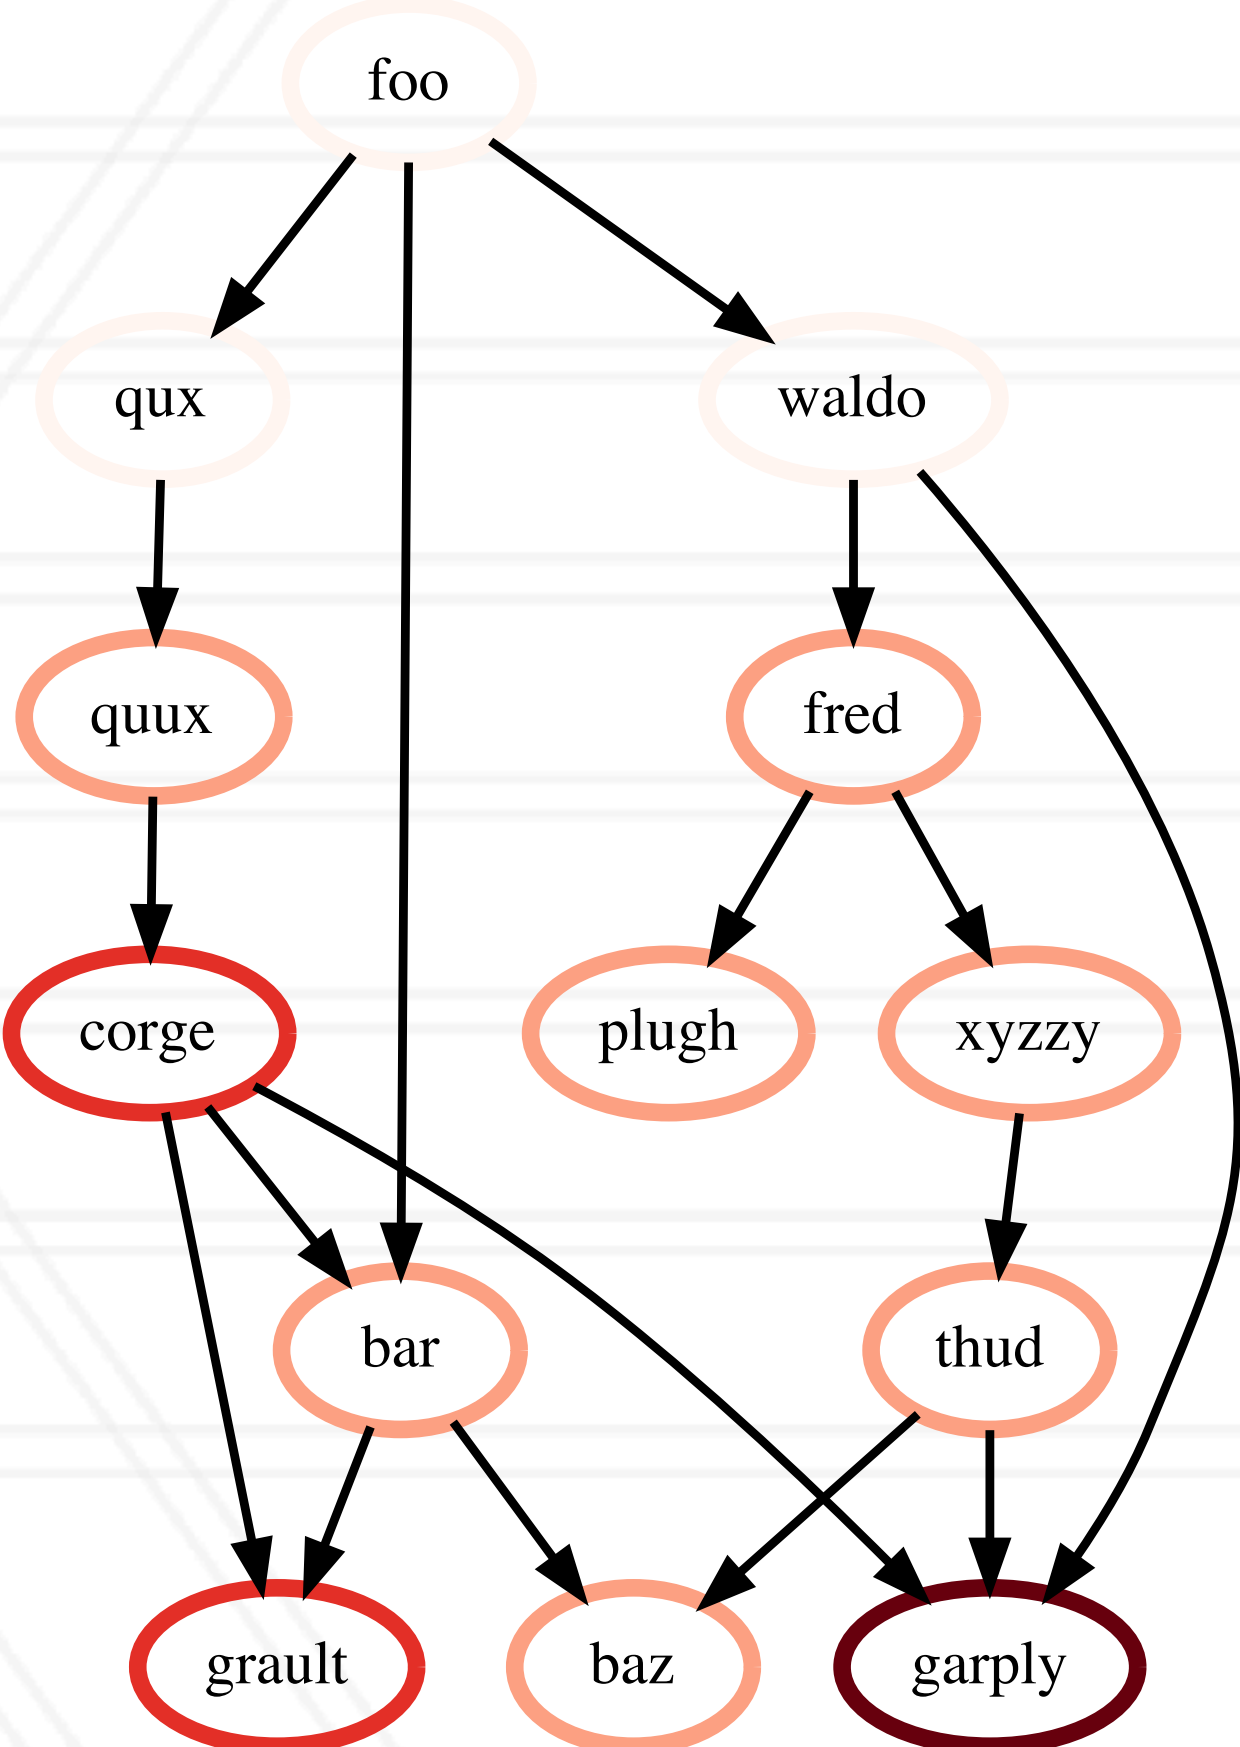 foo
qux
waldo
quux
fred
corge
plugh
xyzzy
bar
thud
grault
baz
garply